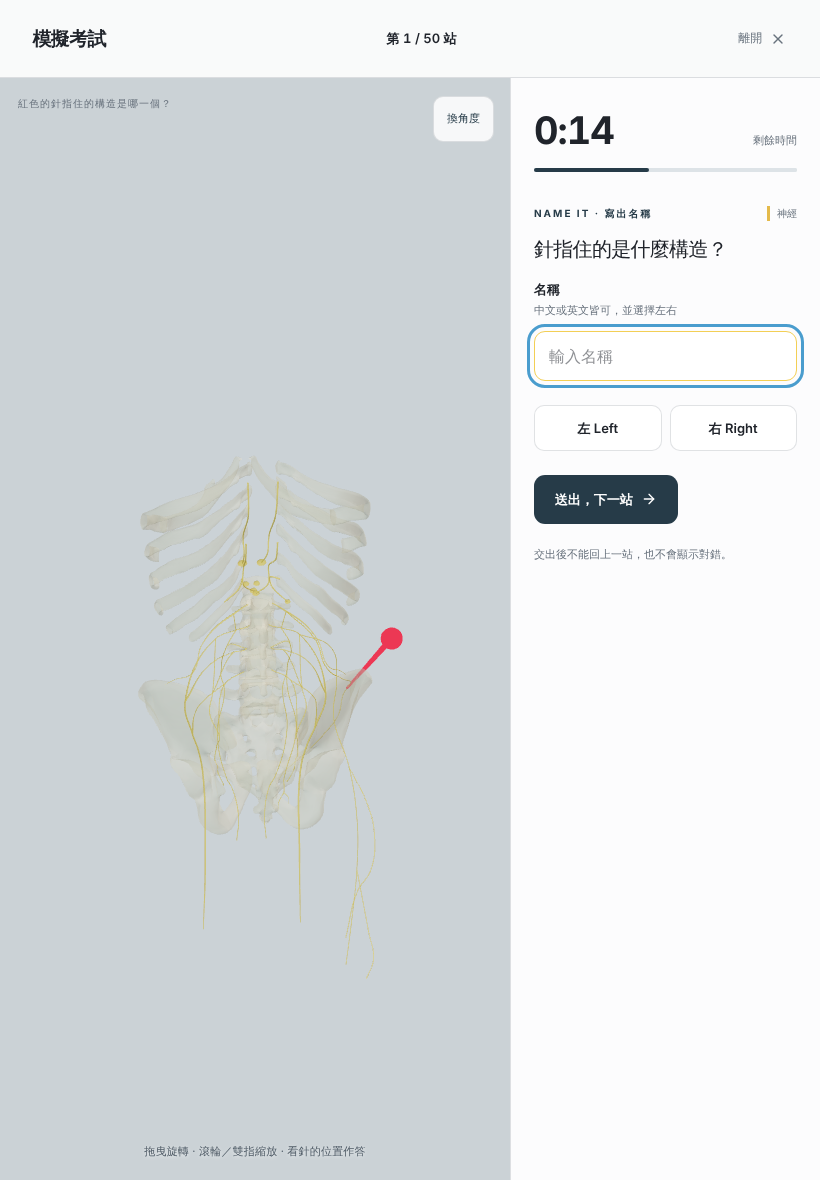 模擬考試
第 1 / 50 站
離開
紅色的針指住的構造是哪一個？
換角度
0:14
剩餘時間
NAME IT · 寫出名稱
神經
針指住的是什麼構造？
名稱
中文或英文皆可，並選擇左右
輸入名稱
左 Left
右 Right
送出，下一站
交出後不能回上一站，也不會顯示對錯。
拖曳旋轉 · 滾輪／雙指縮放 · 看針的位置作答